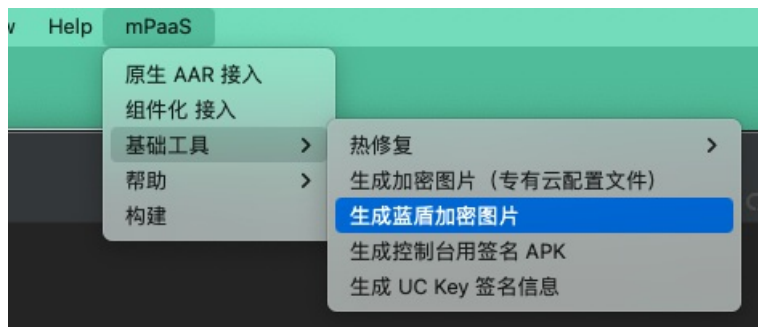 Help mPaaS
原生 AAR 接入
组件化 接入
基础工具
帮助
构建
热修复
生成加密图片（专有云配置文件）
生成蓝盾加密图片
生成控制台用签名 APK
生成 UC Key 签名信息